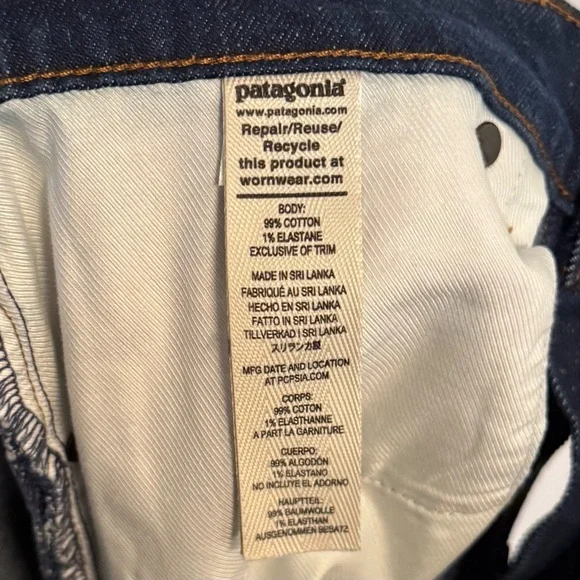 patagonia®
www.patagonia.com
Repair/Reuse/
Recycle
this product at
wornwear.com
BODY:
99% COTTON
1% ELASTANE
EXCLUSIVE OF TRIM
MADE IN SRI LANKA
FABRIQUÉ AU SRI LANKA
HECHO EN SRI LANKA
FATTO IN SRI LANKA
TILLVERKAD I SRI LANKA
スリランカ製
MFG DATE AND LOCATION
AT PCPSIA.COM
CORPS:
99% COTON
1% ÉLASTHANNE
A PART LA GARNITURE
CUERPO:
99% ALGODÓN
1% ELASTANO
NO INCLUYE EL ADORNO
HAUPTTEIL:
99% BAUMWOLLE
1% ELASTHAN
AUSGENOMMEN BESATZ